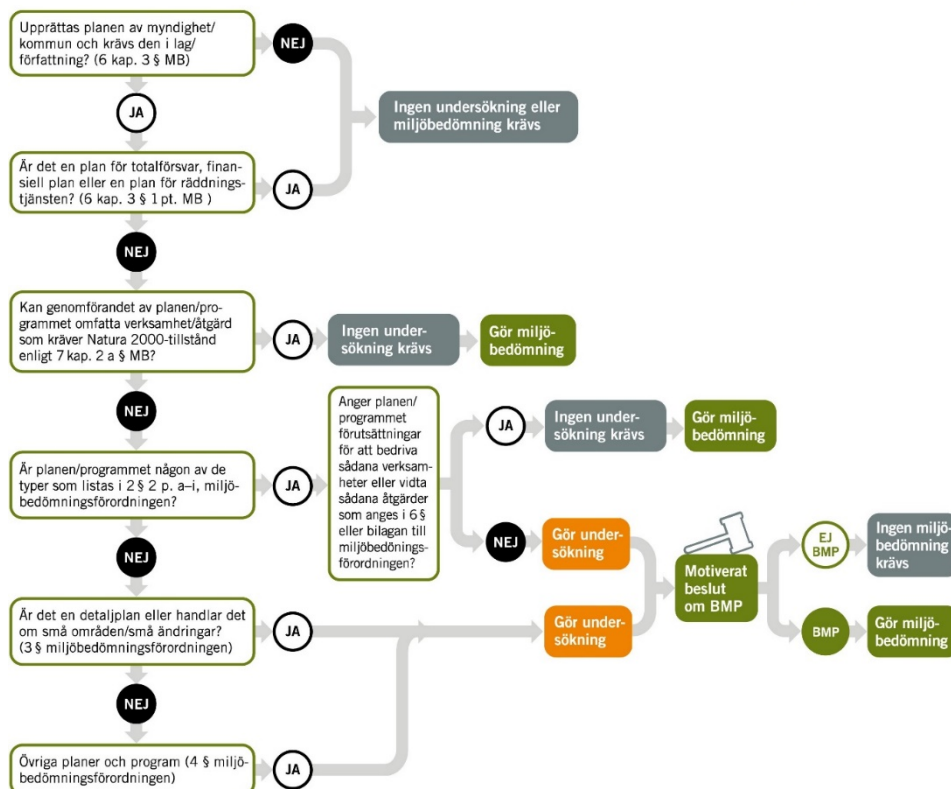 Upprättas planen av myndighet/
kommun och krävs den i lag/
författning? (6 kap. 3 § MB)
NEJ
JA
Ingen undersökning eller
miljöbedömning krävs
Är det en plan för totalförsvar, finan-
siell plan eller en plan för räddnings-
tjänsten? (6 kap. 3 § 1 pt. MB )
JA
NEJ
Kan genomförandet av planen/pro-
grammet omfatta verksamhet/åtgärd
som kräver Natura 2000-tillstånd
enligt 7 kap. 2 a § MB?
JA
Ingen under-
sökning krävs
Gör miljö-
bedömning
NEJ
Är planen/programmet någon av de
typer som listas i 2 § 2 p. a–i, miljö-
bedömningsförordningen?
JA
Anger planen/
programmet
förutsättningar
för att bedriva
sådana verksam-
heter eller vidta
sådana åtgärder
som anges i 6 §
eller bilagan till
miljöbedönings-
förordningen?
JA
Ingen under-
sökning krävs
Gör miljö-
bedömning
NEJ
Gör under-
sökning
Motiverat
beslut
om BMP
EJ
BMP
Ingen miljö-
bedömning
krävs
BMP
Gör miljö-
bedömning
NEJ
Är det en detaljplan eller handlar det
om små områden/små ändringar?
(3 § miljöbedömningsförordningen)
JA
Gör under-
sökning
NEJ
Övriga planer och program (4 § miljö-
bedömningsförordningen)
JA